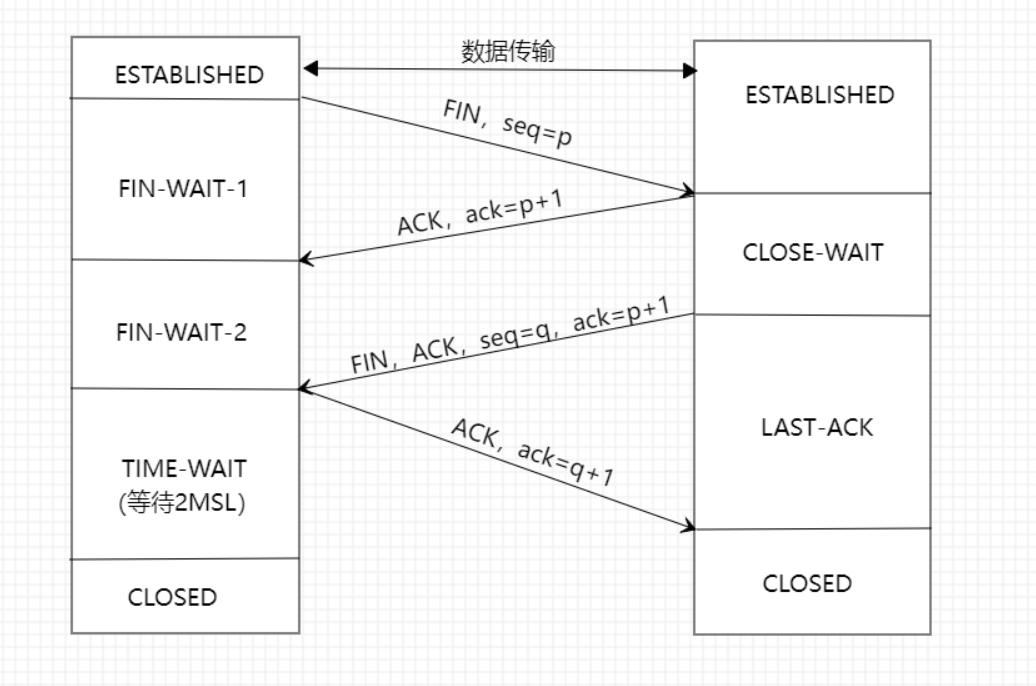 数据传输
ESTABLISHED
ESTABLISHED
FIN，seq=p
FIN-WAIT-1
ACK，ack=p+1
CLOSE-WAIT
FIN-WAIT-2
FIN，ACK，seq=q，ack=p+1
LAST-ACK
ACK，ack=q+1
TIME-WAIT
(等待2MSL)
CLOSED
CLOSED